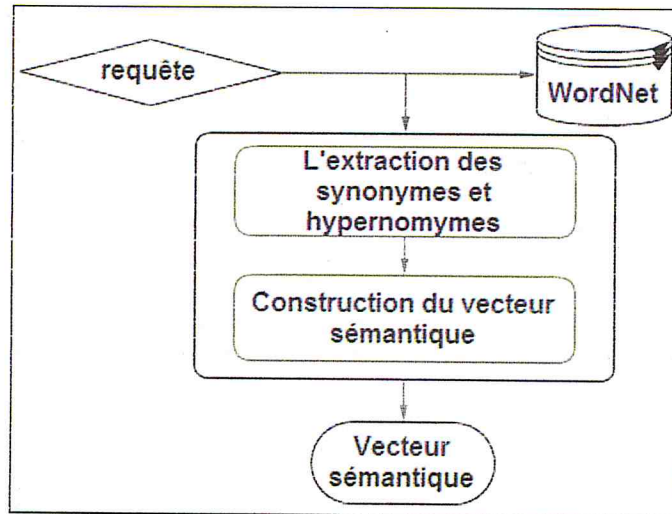 requête
WordNet
L'extraction des
synonymes et
hypernomymes
Construction du vecteur
sémantique
Vecteur
sémantique